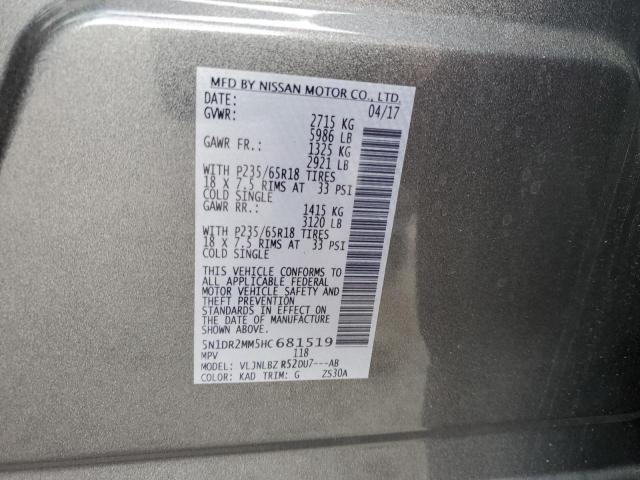 MFD BY NISSAN MOTOR CO., LTD.
DATE: 04/17
GVWR: 2715 KG
5986 LB
GAWR FR.: 1325 KG
2921 LB
WITH P235/65R18 TIRES
18 X 7.5 RIMS AT 33 PSI
COLD SINGLE
GAWR RR.: 1415 KG
3120 LB
WITH P235/65R18 TIRES
18 X 7.5 RIMS AT 33 PSI
COLD SINGLE
THIS VEHICLE CONFORMS TO
ALL APPLICABLE FEDERAL
MOTOR VEHICLE SAFETY AND
THEFT PREVENTION
STANDARDS IN EFFECT ON
THE DATE OF MANUFACTURE
SHOWN ABOVE.
5N1DR2MM5HC681519
MPV 118
MODEL: VLJNLBZ R52DU7---AB
COLOR: KAD TRIM: G ZS30A